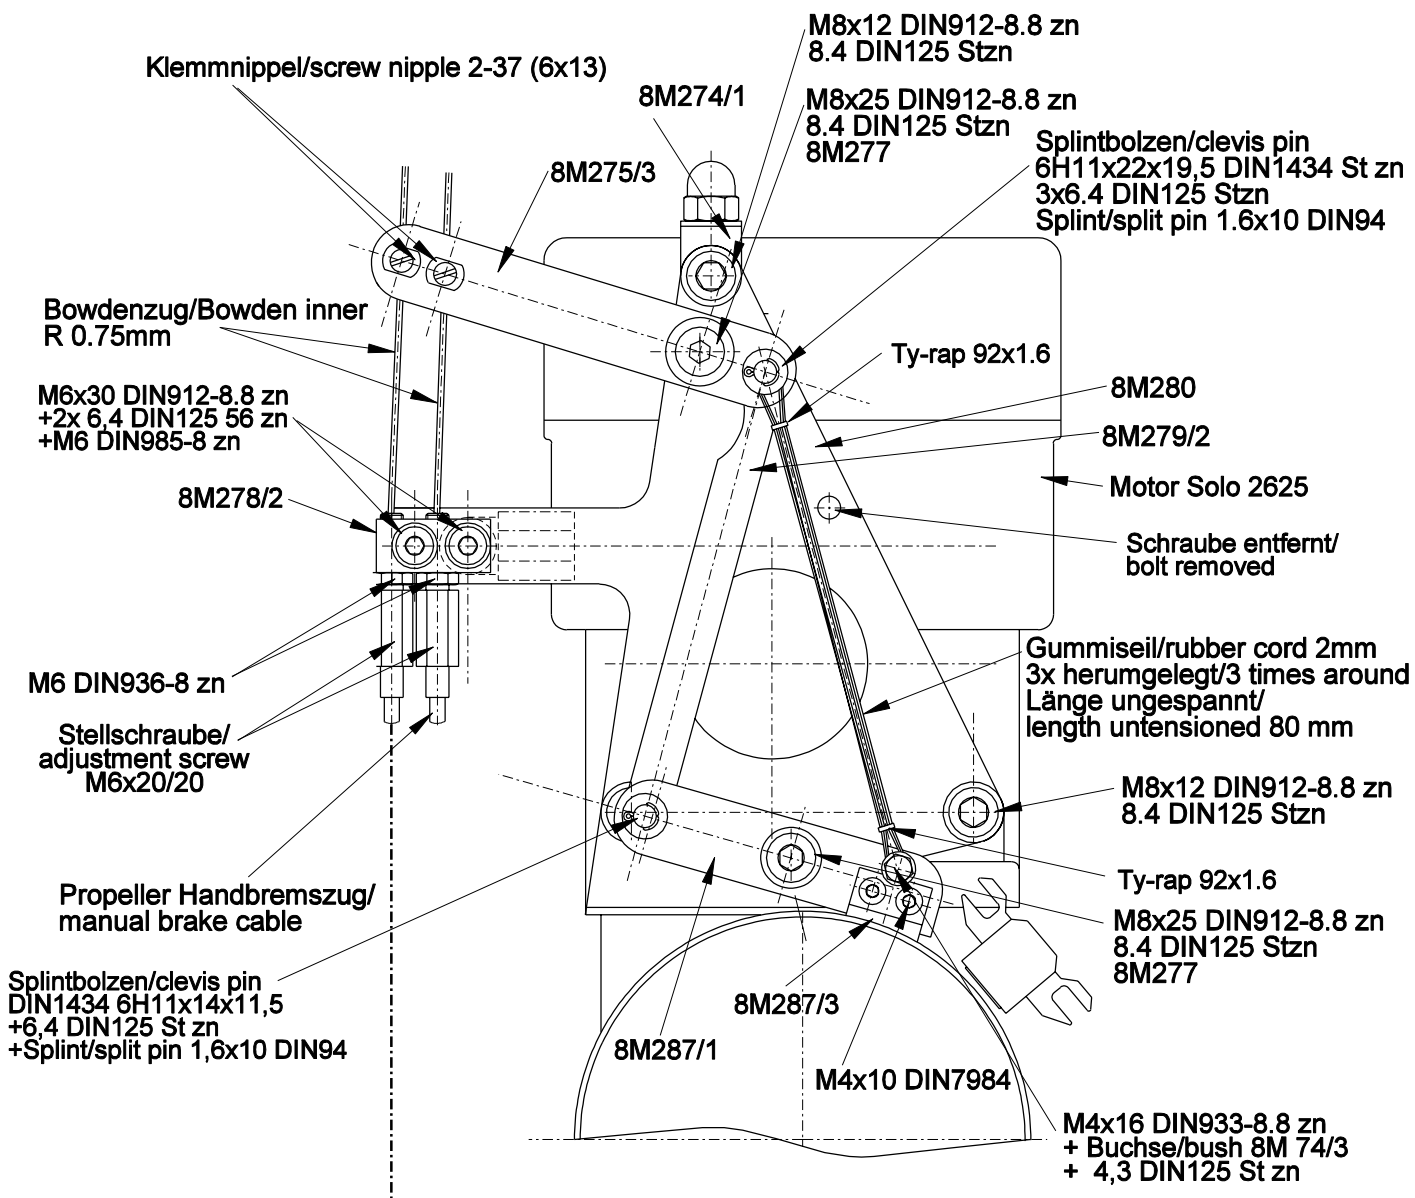 M8x12 DIN912-8.8 zn
8.4 DIN125 Stzn
Klemmnippel/screw nipple 2-37 (6x13)
8M274/1
M8x25 DIN912-8.8 zn
8.4 DIN125 Stzn
8M277
Splintbolzen/clevis pin
6H11x22x19,5 DIN1434 St zn
3x6.4 DIN125 Stzn
Splint/split pin 1.6x10 DIN94
8M275/3
Bowdenzug/Bowden inner
R 0.75mm
Ty-rap 92x1.6
M6x30 DIN912-8.8 zn
+2x 6,4 DIN125 56 zn
+M6 DIN985-8 zn
8M280
8M279/2
8M278/2
Motor Solo 2625
Schraube entfernt/
bolt removed
Gummiseil/rubber cord 2mm
3x herumgelegt/3 times around
Länge ungespannt/
length untensioned 80 mm
M6 DIN936-8 zn
Stellschraube/
adjustment screw
M6x20/20
M8x12 DIN912-8.8 zn
8.4 DIN125 Stzn
Ty-rap 92x1.6
Propeller Handbremszug/
manual brake cable
M8x25 DIN912-8.8 zn
8.4 DIN125 Stzn
8M277
Splintbolzen/clevis pin
DIN1434 6H11x14x11,5
+6,4 DIN125 St zn
+Splint/split pin 1,6x10 DIN94
8M287/3
8M287/1
M4x10 DIN7984
M4x16 DIN933-8.8 zn
+ Buchse/bush 8M 74/3
+ 4,3 DIN125 St zn